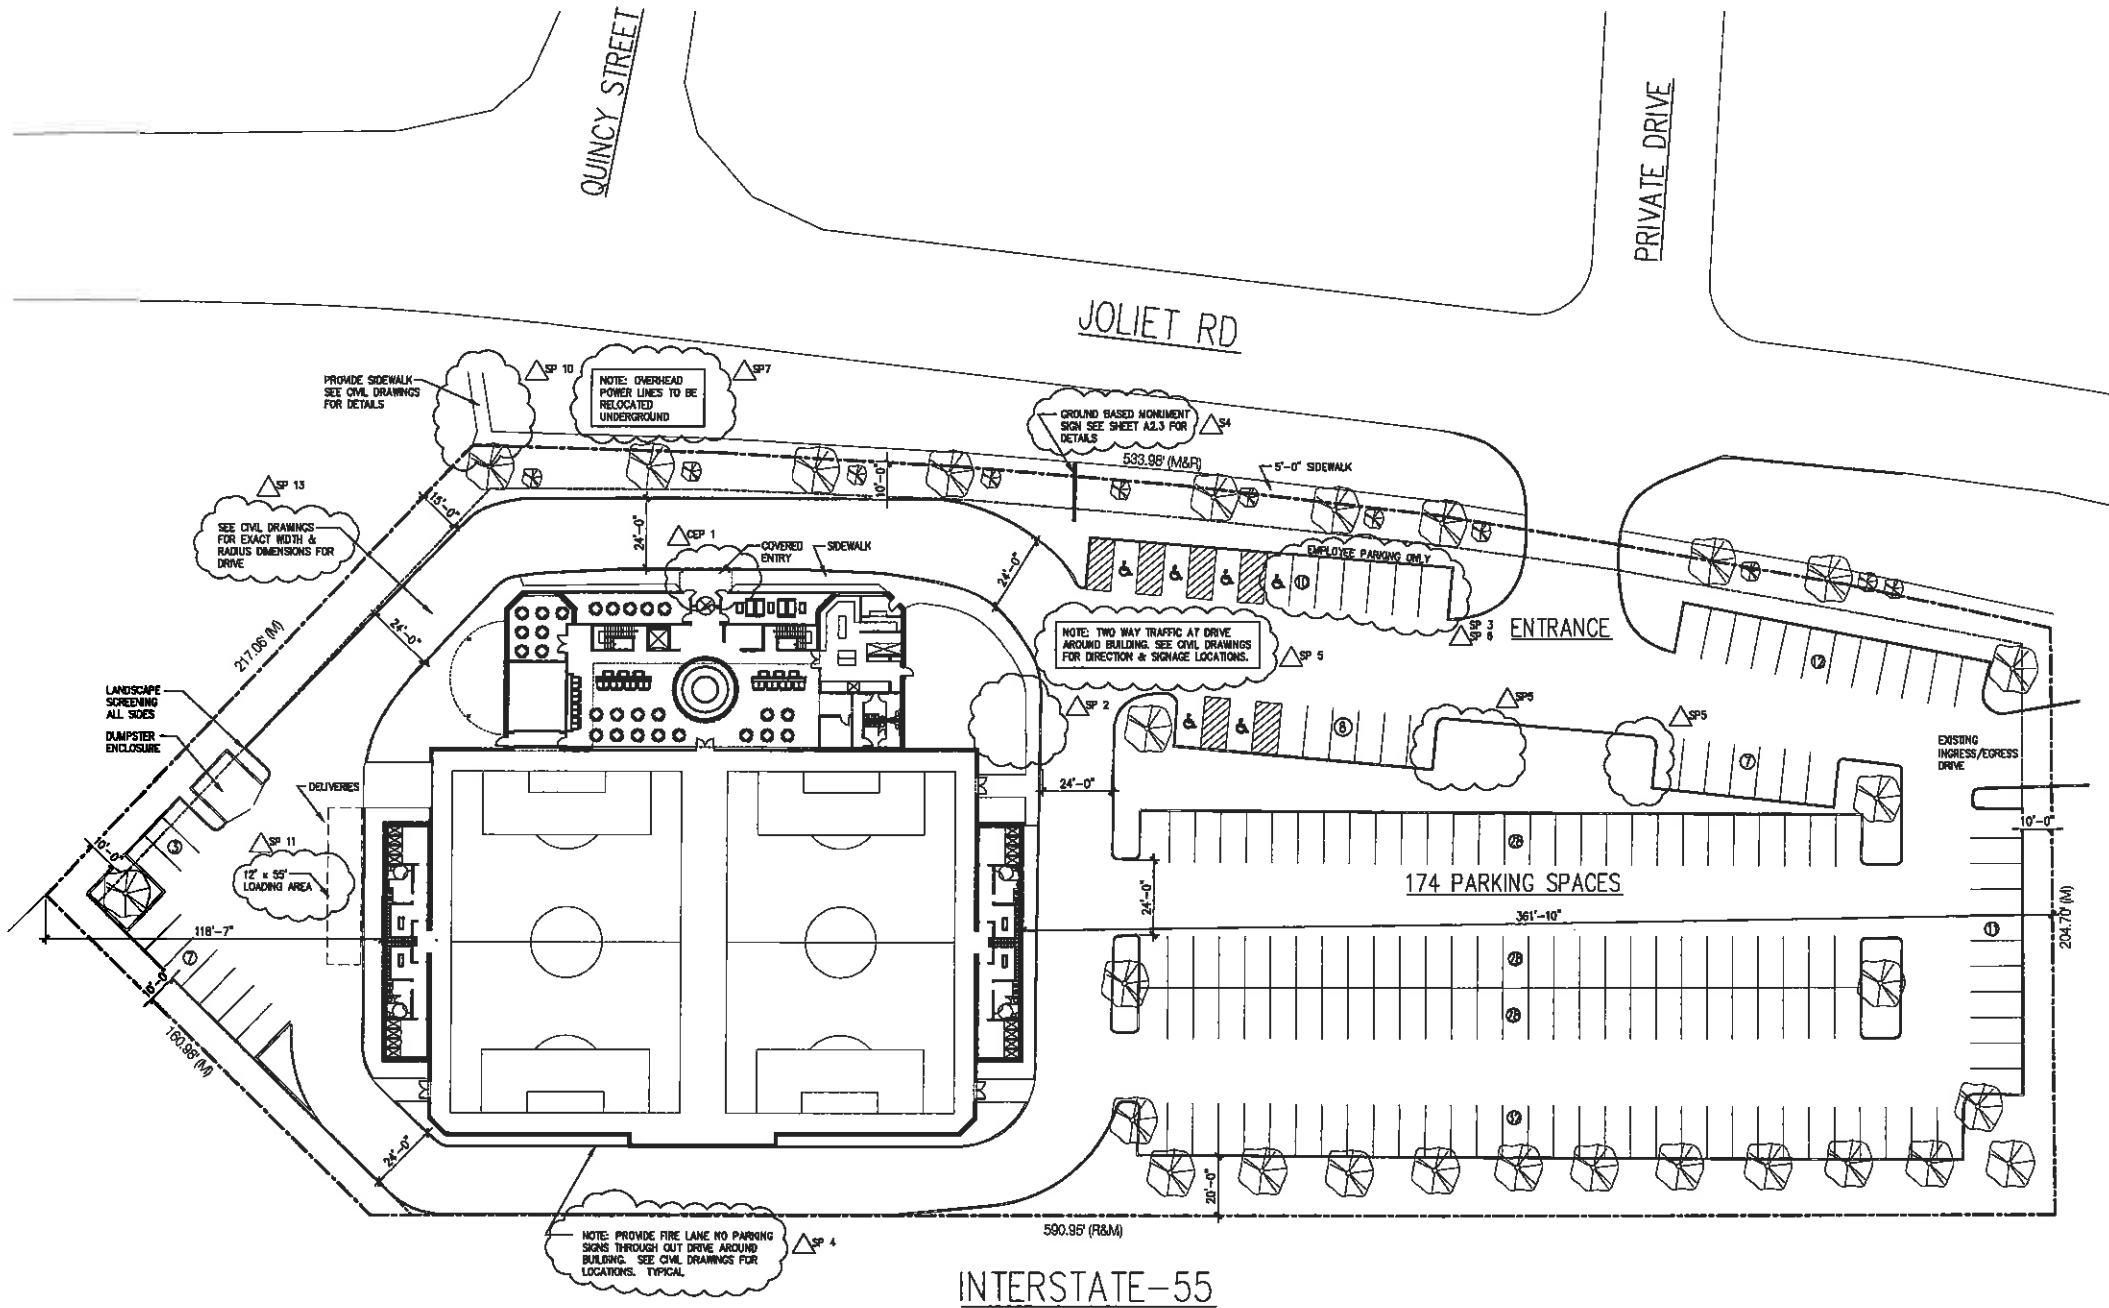 QUINCY STREET
PRIVATE DRIVE
JOLIET RD
PROVIDE SIDEWALK
SEE CIVIL DRAWINGS
FOR DETAILS
SP 10
NOTE: OVERHEAD
POWER LINES TO BE
RELOCATED
UNDERGROUND
SP7
GROUND BASED MONUMENT
SIGN SEE SHEET A2.3 FOR
DETAILS
S4
533.98' (M&R)
5'-0" SIDEWALK
10'-0"
SP 13
SEE CIVIL DRAWINGS
FOR EXACT WIDTH &
RADIUS DIMENSIONS FOR
DRIVE
15'-0"
24'-0"
CEP 1
COVERED
ENTRY
SIDEWALK
24'-0"
EMPLOYEE PARKING ONLY
10
24'-0"
217.06' (M)
NOTE: TWO WAY TRAFFIC AT DRIVE
AROUND BUILDING. SEE CIVIL DRAWINGS
FOR DIRECTION & SIGNAGE LOCATIONS.
SP 5
SP 3
ENTRANCE
12
LANDSCAPE
SCREENING
ALL SIDES
DUMPSTER
ENCLOSURE
SP 2
8
SP5
SP5
7
EXISTING
INGRESS/EGRESS
DRIVE
DELIVERIES
24'-0"
10'-0"
5
10'-0"
SP 11
12' x 55'
LOADING AREA
28
174 PARKING SPACES
24'-0"
361'-10"
11
204.70' (M)
118'-7"
7
10'-0
28
28
160.98' (M)
32
24'-0"
20'-0"
590.95' (R&M)
NOTE: PROVIDE FIRE LANE NO PARKING
SIGNS THROUGH OUT DRIVE AROUND
BUILDING. SEE CIVIL DRAWINGS FOR
LOCATIONS. TYPICAL
SP 4
INTERSTATE-55